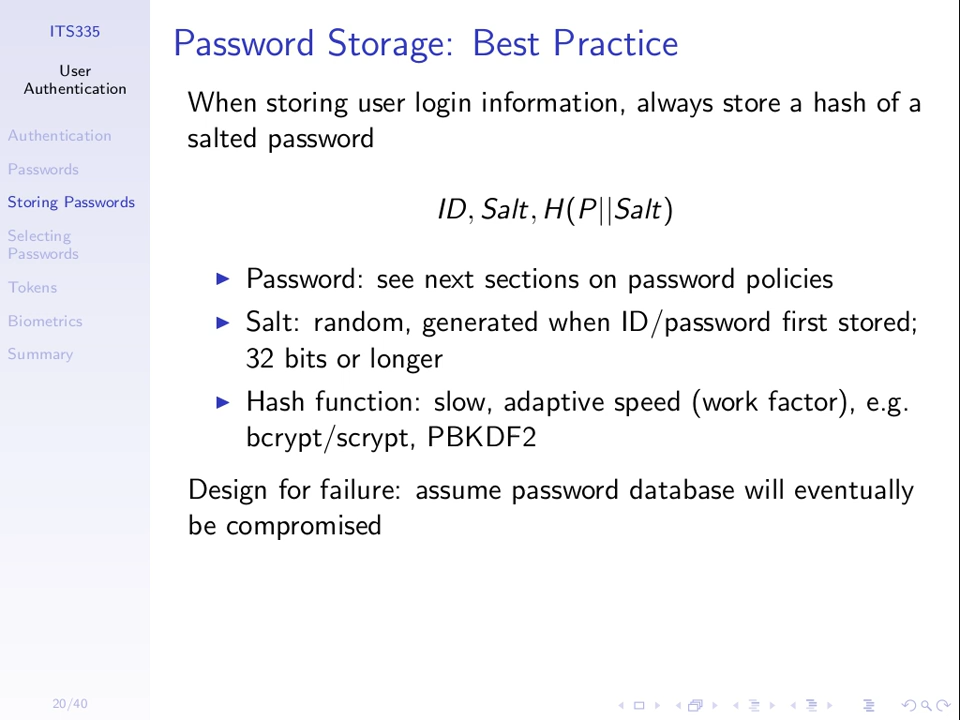 ITS335
User
Authentication
Authentication
Passwords
Storing Passwords
Selecting
Passwords
Tokens
Biometrics
Summary
20/40
Password Storage: Best Practice
When storing user login information, always store a hash of a
salted password
ID, Salt, H(P||Salt)
▶ Password: see next sections on password policies
▶ Salt: random, generated when ID/password first stored;
32 bits or longer
▶ Hash function: slow, adaptive speed (work factor), e.g.
bcrypt/scrypt, PBKDF2
Design for failure: assume password database will eventually
be compromised